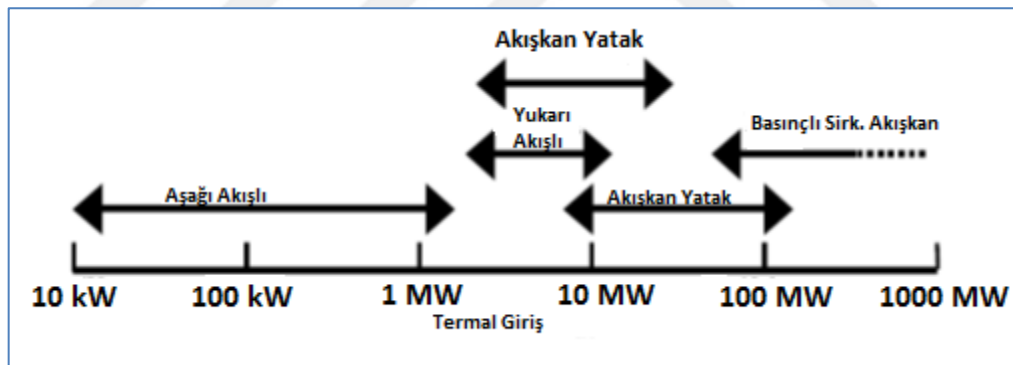 Akışkan Yatak
Yukarı
Akışlı
Basınçlı Sirk. Akışkan
Aşağı Akışlı
Akışkan Yatak
10 kW 100 kW 1 MW 10 MW 100 MW 1000 MW
Termal Giriş